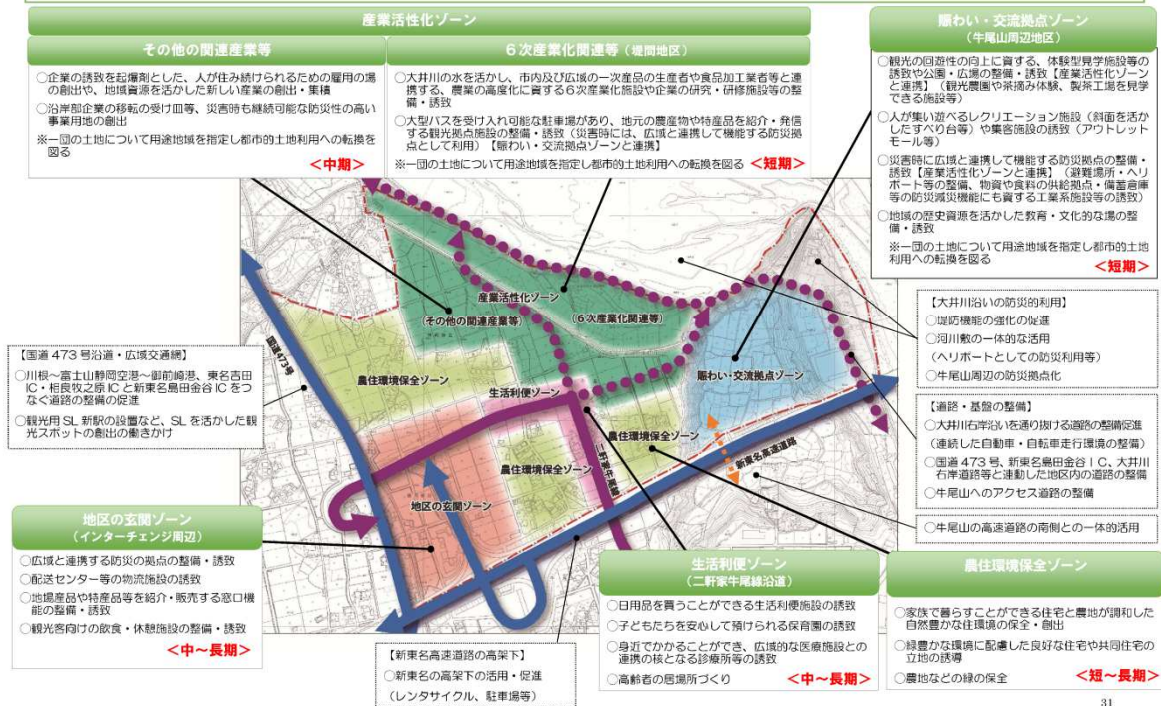 産業活性化ゾーン
その他の関連産業等
○企業の誘致を起爆剤とした、人が住み続けられるための雇用の場
の創出や、地域資源を活かした新しい産業の創出・集積
○沿岸部企業の移転の受け皿等、災害時も継続可能な防災性の高い
事業用地の創出
※一団の土地について用途地域を指定し都市的土地利用への転換を
図る
<中期>
6次産業化関連等（堤間地区）
○大井川の水を活かし、市内及び広域の一次産品の生産者や食品加工業者等と連
携する、農業の高度化に資する6次産業化施設や企業の研究・研修施設等の整
備・誘致
○大型バスを受け入れ可能な駐車場があり、地元の農産物や特産品を紹介・発信
する観光拠点施設の整備・誘致（災害時には、広域と連携して機能する防災拠
点として利用）【賑わい・交流拠点ゾーンと連携】
※一団の土地について用途地域を指定し都市的土地利用への転換を図る
<短期>
賑わい・交流拠点ゾーン
（牛尾山周辺地区）
○観光の回遊性の向上に資する、体験型見学施設等の
誘致や公園・広場の整備・誘致【産業活性化ゾーン
と連携】（観光農園や茶摘み体験、製茶工場を見学
できる施設等）
○人が集い遊べるレクリエーション施設（斜面を活か
したすべり台等）や集客施設の誘致（アウトレット
モール等）
○災害時に広域と連携して機能する防災拠点の整備・
誘致【産業活性化ゾーンと連携】（避難場所・ヘリ
ポート等の整備、物資や食料の供給拠点・備蓄倉庫
等の防災減災機能にも資する工業系施設等の誘致）
○地域の歴史資源を活かした教育・文化的な場の整
備・誘致
※一団の土地について用途地域を指定し都市的土地
利用への転換を図る
<短期>
産業活性化ゾーン
（その他の関連産業等）
（6次産業化関連等）
賑わい・交流拠点ゾーン
農住環境保全ゾーン
生活利便ゾーン
農住環境保全ゾーン
農住環境保全ゾーン
地区の玄関ゾーン
国道473号
二軒家牛尾線
新東名高速道路
【大井川沿いの防災的利用】
○堤防機能の強化の促進
○河川敷の一体的な活用
（ヘリポートとしての防災利用等）
○牛尾山周辺の防災拠点化
【道路・基盤の整備】
○大井川右岸沿いを通り抜ける道路の整備促進
（連続した自動車・自転車走行環境の整備）
○国道473号、新東名島田金谷IC、大井川
右岸道路等と連動した地区内の道路の整備
○牛尾山へのアクセス道路の整備
○牛尾山の高速道路の南側との一体的活用
【国道473号沿道・広域交通網】
○川根～富士山静岡空港～御前崎港、東名吉田
IC・相良牧之原ICと新東名島田金谷ICをつ
なぐ道路の整備の促進
○観光用SL新駅の設置など、SLを活かした観
光スポットの創出の働きかけ
地区の玄関ゾーン
（インターチェンジ周辺）
○広域と連携する防災の拠点の整備・誘致
○配送センター等の物流施設の誘致
○地場産品や特産品等を紹介・販売する窓口機
能の整備・誘致
○観光客向けの飲食・休憩施設の整備・誘致
<中～長期>
【新東名高速道路の高架下】
○新東名の高架下の活用・促進
（レンタサイクル、駐車場等）
生活利便ゾーン
（二軒家牛尾線沿道）
○日用品を買うことができる生活利便施設の誘致
○子どもたちを安心して預けられる保育園の誘致
○身近でかかることができ、広域的な医療施設との
連携の核となる診療所等の誘致
○高齢者の居場所づくり
<中～長期>
農住環境保全ゾーン
○家族で暮らすことができる住宅と農地が調和した
自然豊かな住環境の保全・創出
○緑豊かな環境に配慮した良好な住宅や共同住宅の
立地の誘導
○農地などの緑の保全
<短～長期>
31